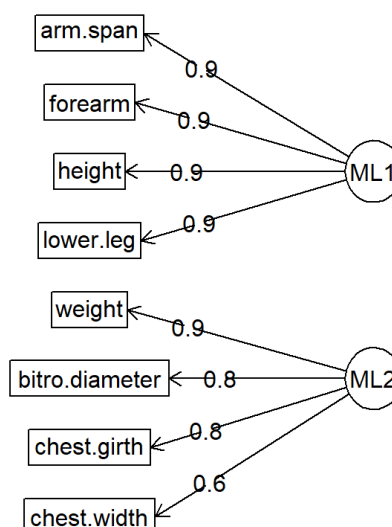 arm.span
0.9
forearm
0.9
height
0.9
ML1
lower.leg
0.9
weight
0.9
bitro.diameter
0.8
ML2
chest.girth
0.8
chest.width
0.6